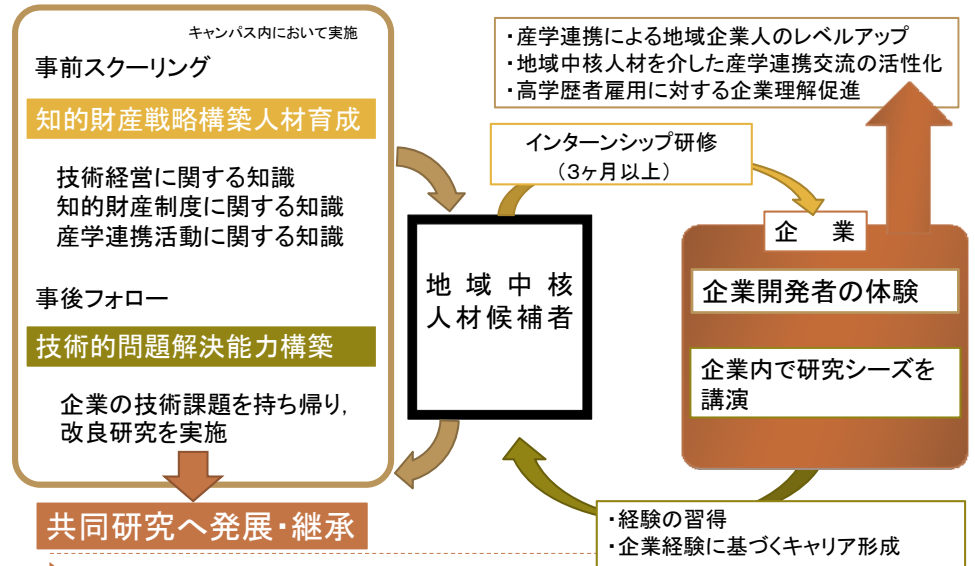 キャンパス内において実施
事前スクーリング
知的財産戦略構築人材育成
技術経営に関する知識
知的財産制度に関する知識
産学連携活動に関する知識
事後フォロー
技術的問題解決能力構築
企業の技術課題を持ち帰り,
改良研究を実施
共同研究へ発展・継承
地域中核
人材候補者
インターンシップ研修
（3ヶ月以上）
・産学連携による地域企業人のレベルアップ
・地域中核人材を介した産学連携交流の活性化
・高学歴者雇用に対する企業理解促進
企　業
企業開発者の体験
企業内で研究シーズを
講演
・経験の習得
・企業経験に基づくキャリア形成